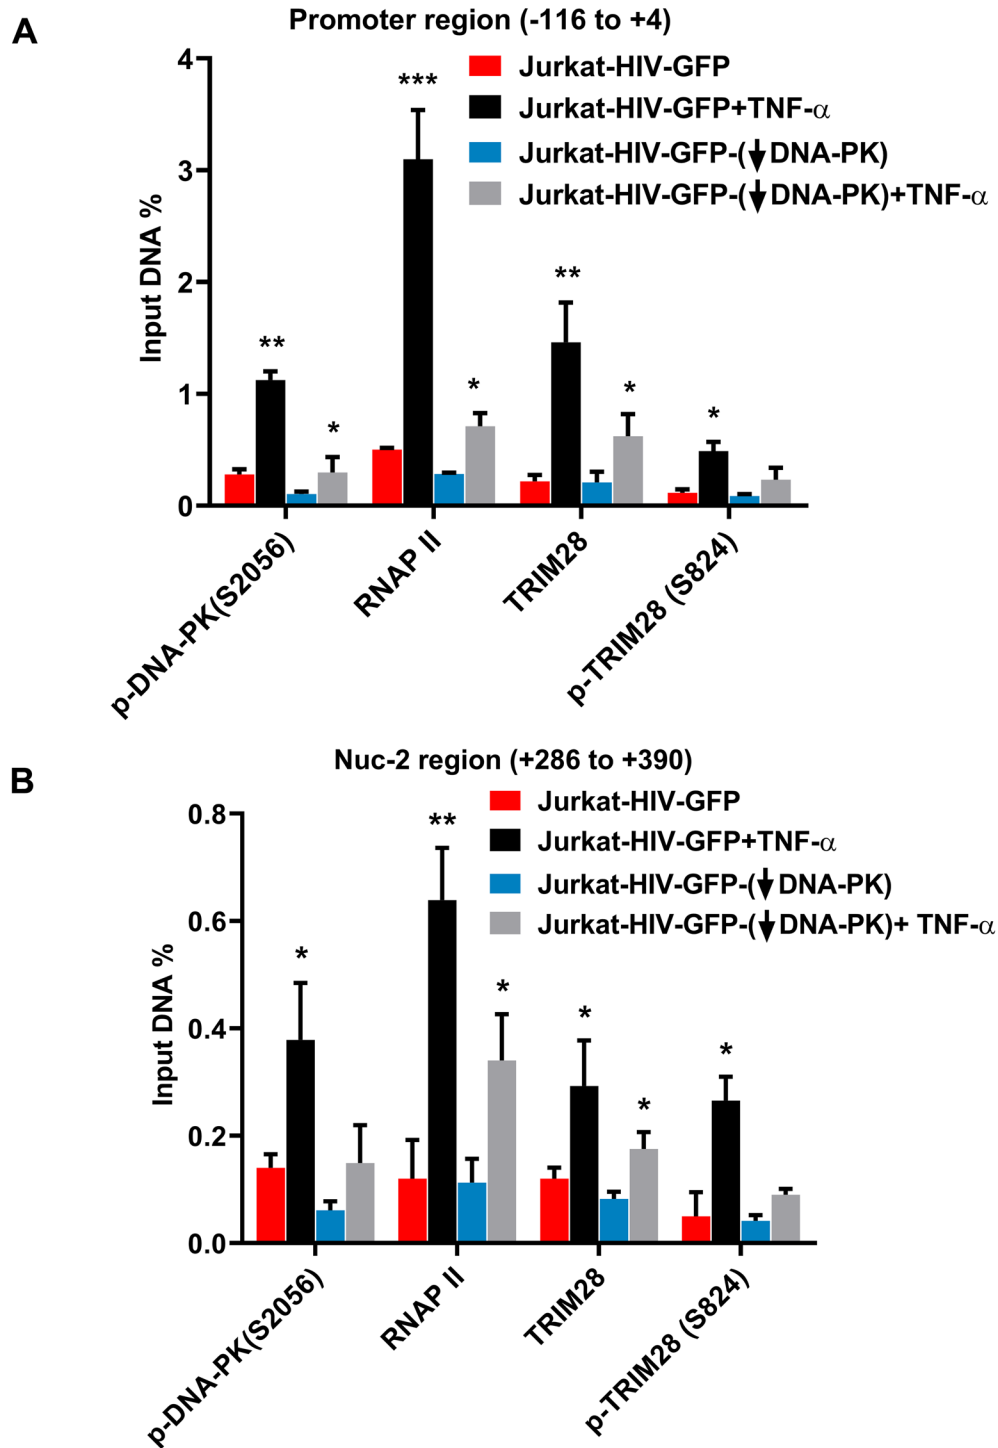 A
Promoter region (-116 to +4)
Jurkat-HIV-GFP
Jurkat-HIV-GFP+TNF-α
Jurkat-HIV-GFP-(↓DNA-PK)
Jurkat-HIV-GFP-(↓DNA-PK)+TNF-α
Input DNA %
4
3
2
1
0
**
*
***
*
**
*
*
p-DNA-PK(S2056)
RNAP II
TRIM28
p-TRIM28 (S824)
B
Nuc-2 region (+286 to +390)
Jurkat-HIV-GFP
Jurkat-HIV-GFP+TNF-α
Jurkat-HIV-GFP-(↓DNA-PK)
Jurkat-HIV-GFP-(↓DNA-PK)+ TNF-α
Input DNA %
0.8
0.6
0.4
0.2
0.0
*
**
*
*
*
*
p-DNA-PK(S2056)
RNAP II
TRIM28
p-TRIM28 (S824)